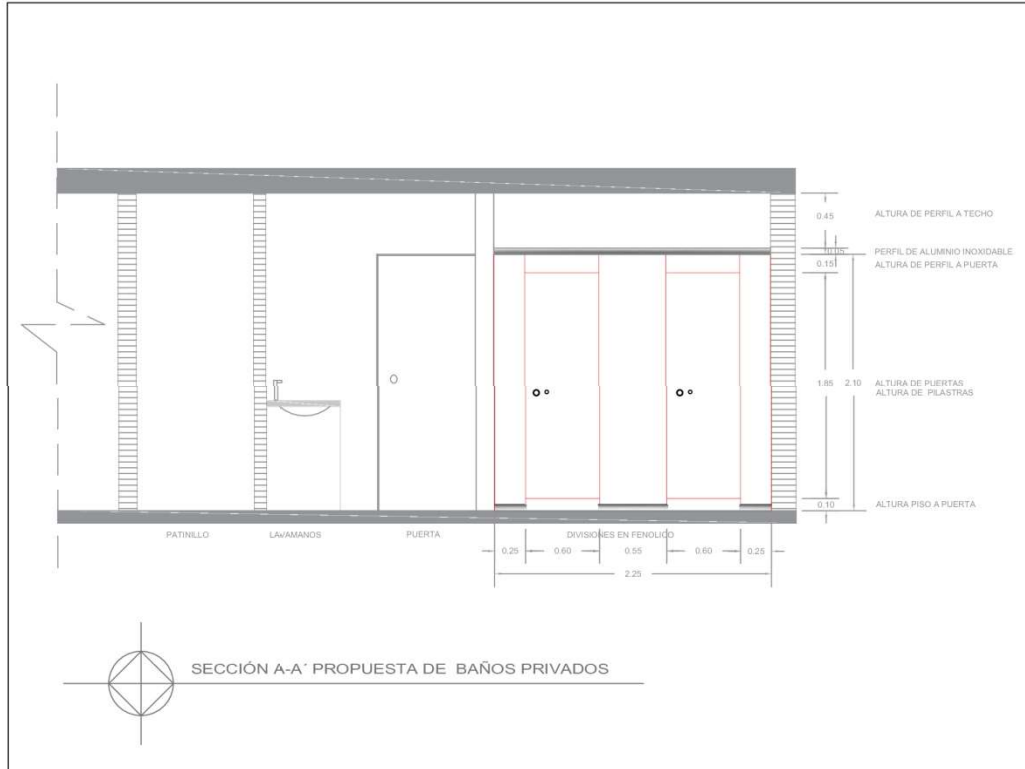 0.45 ALTURA DE PERFIL A TECHO
0.05 PERFIL DE ALUMINIO INOXIDABLE
0.15 ALTURA DE PERFIL A PUERTA
1.85 2.10 ALTURA DE PUERTAS
ALTURA DE PILASTRAS
0.10 ALTURA PISO A PUERTA
PATINILLO LAVAMANOS PUERTA DIVISIONES EN FENOLICO
0.25 0.60 0.55 0.60 0.25
2.25
SECCIÓN A-A' PROPUESTA DE BAÑOS PRIVADOS